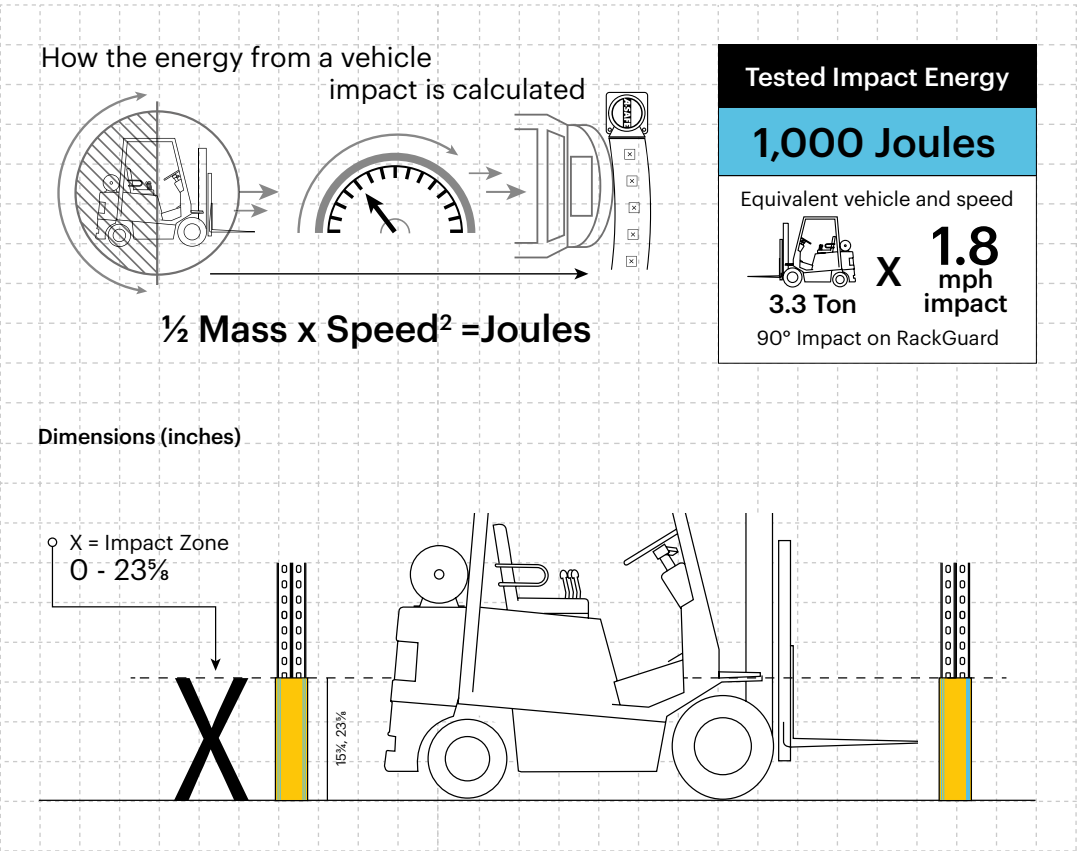 How the energy from a vehicle
impact is calculated
½ Mass x Speed² =Joules
Tested Impact Energy
1,000 Joules
Equivalent vehicle and speed
3.3 Ton
X
1.8
mph
impact
90° Impact on RackGuard
Dimensions (inches)
X = Impact Zone
0 - 23⅝
X
15¾, 23⅝